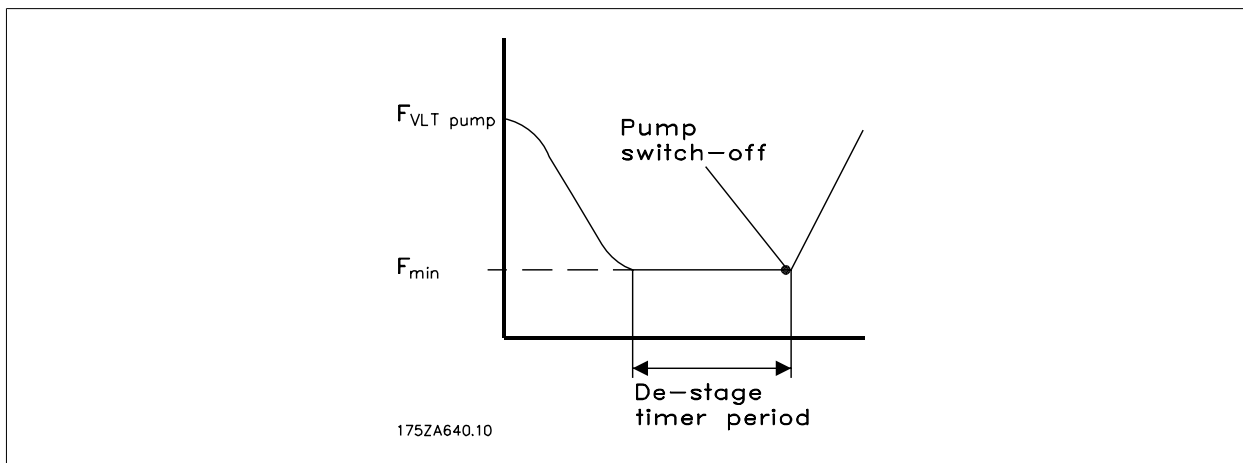 F_VLT pump
Pump
switch-off
F_min
De-stage
timer period
175ZA640.10